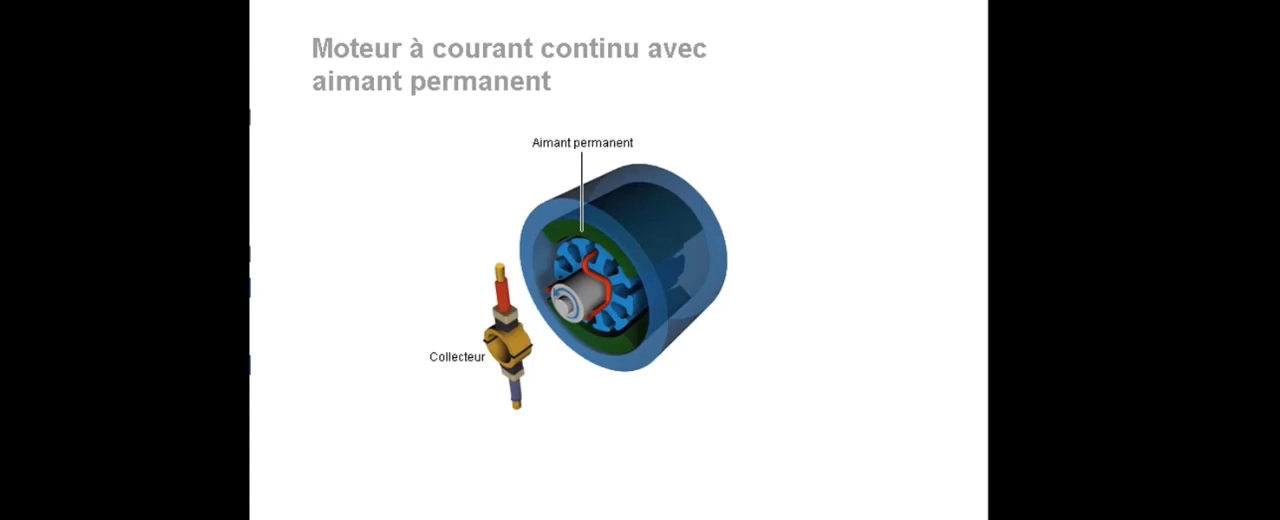 Moteur à courant continu avec
aimant permanent
Aimant permanent
Collecteur